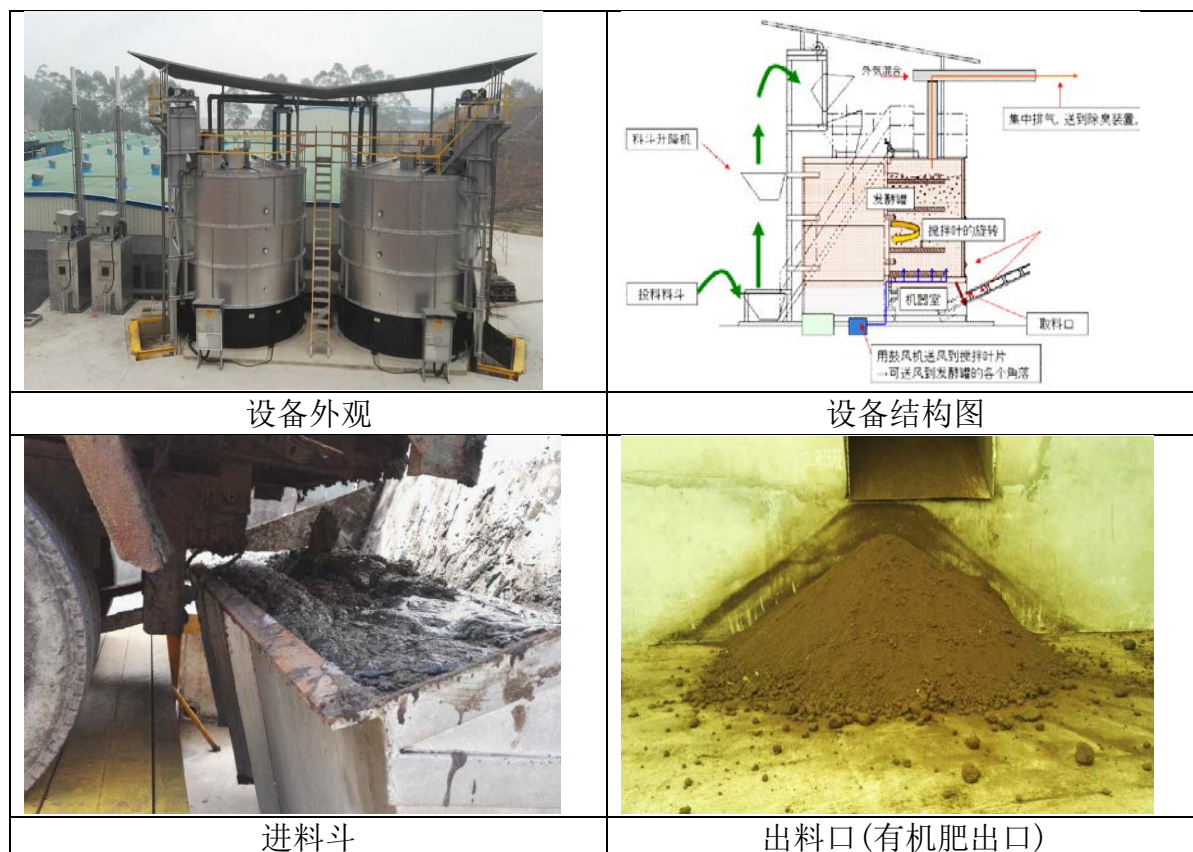 外气混合
集中排气，送到除臭装置。
料斗升降机
发酵罐
搅拌叶的旋转
投料料斗
机器室
取料口
用鼓风机送风到搅拌叶片
→可送风到发酵罐的各个角落
设备外观
设备结构图
进料斗
出料口(有机肥出口)